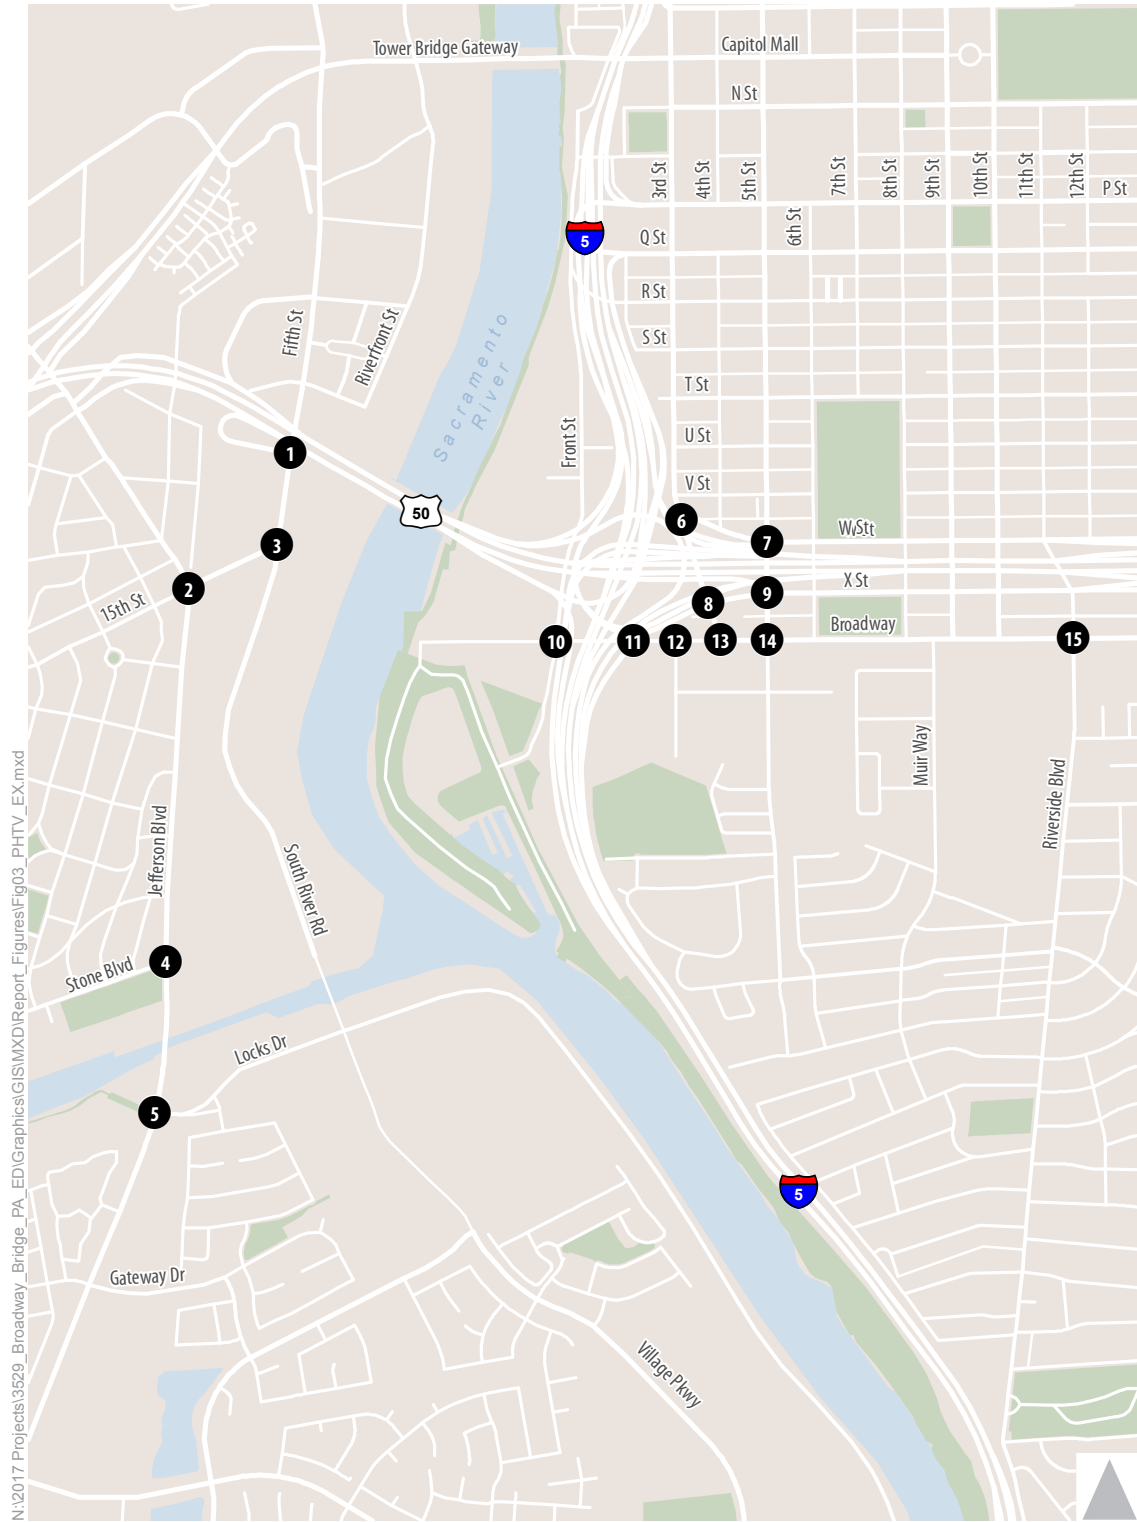 Tower Bridge Gateway
Capitol Mall
N St
3rd St
4th St
5th St
6th St
7th St
8th St
9th St
10th St
11th St
12th St
P St
5
Q St
R St
S St
T St
U St
V St
Fifth St
Riverfront St
Sacramento
River
Front St
1
50
6
3
7
W St
2
X St
15th St
8
9
Broadway
10
11
12
13
14
15
Muir Way
Riverside Blvd
Jefferson Blvd
South River Rd
4
Stone Blvd
Locks Dr
5
5
Gateway Dr
Village Pkwy
N:\2017 Projects\3529_Broadway_Bridge_PA_ED\Graphics\GIS\MXD\Report_Figures\Fig03_PHTV_EX.mxd